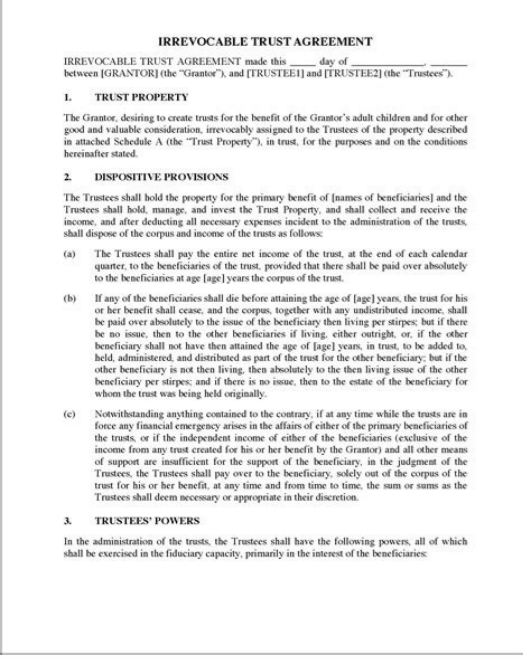 IRREVOCABLE TRUST AGREEMENT
IRREVOCABLE TRUST AGREEMENT made this _____ day of ______________, _______
between [GRANTOR] (the “Grantor”), and [TRUSTEE1] and [TRUSTEE2] (the “Trustees”).
1. TRUST PROPERTY
The Grantor, desiring to create trusts for the benefit of the Grantor’s adult children and for other
good and valuable consideration, irrevocably assigned to the Trustees of the property described
in attached Schedule A (the “Trust Property”), in trust, for the purposes and on the conditions
hereinafter stated.
2. DISPOSITIVE PROVISIONS
The Trustees shall hold the property for the primary benefit of [names of beneficiaries] and the
Trustees shall hold, manage, and invest the Trust Property, and shall collect and receive the
income, and after deducting all necessary expenses incident to the administration of the trusts,
shall dispose of the corpus and income of the trusts as follows:
(a) The Trustees shall pay the entire net income of the trust, at the end of each calendar
quarter, to the beneficiaries of the trust, provided that there shall be paid over absolutely
to the beneficiaries at age [age] years the corpus of the trust.
(b) If any of the beneficiaries shall die before attaining the age of [age] years, the trust for his
or her benefit shall cease, and the corpus, together with any undistributed income, shall
be paid over absolutely to the issue of the beneficiary then living per stirpes; but if there
be no issue, then to the other beneficiaries if living, either outright, or, if the other
beneficiary shall not have then attained the age of [age] years, in trust, to be added to,
held, administered, and distributed as part of the trust for the other beneficiary; but if the
other beneficiary is not then living, then absolutely to the then living issue of the other
beneficiary per stirpes; and if there is no issue, then to the estate of the beneficiary for
whom the trust was being held originally.
(c) Notwithstanding anything contained to the contrary, if at any time while the trusts are in
force any financial emergency arises in the affairs of either of the primary beneficiaries of
the trusts, or if the independent income of either of the beneficiaries (exclusive of the
income from any trust created for his or her benefit by the Grantor) and all other means
of support are insufficient for the support of the beneficiary, in the judgment of the
Trustees, the Trustees shall pay over to the beneficiary, solely out of the corpus of the
trust for his or her benefit, at any time and from time to time, the sum or sums as the
Trustees shall deem necessary or appropriate in their discretion.
3. TRUSTEES’ POWERS
In the administration of the trusts, the Trustees shall have the following powers, all of which
shall be exercised in the fiduciary capacity, primarily in the interest of the beneficiaries: